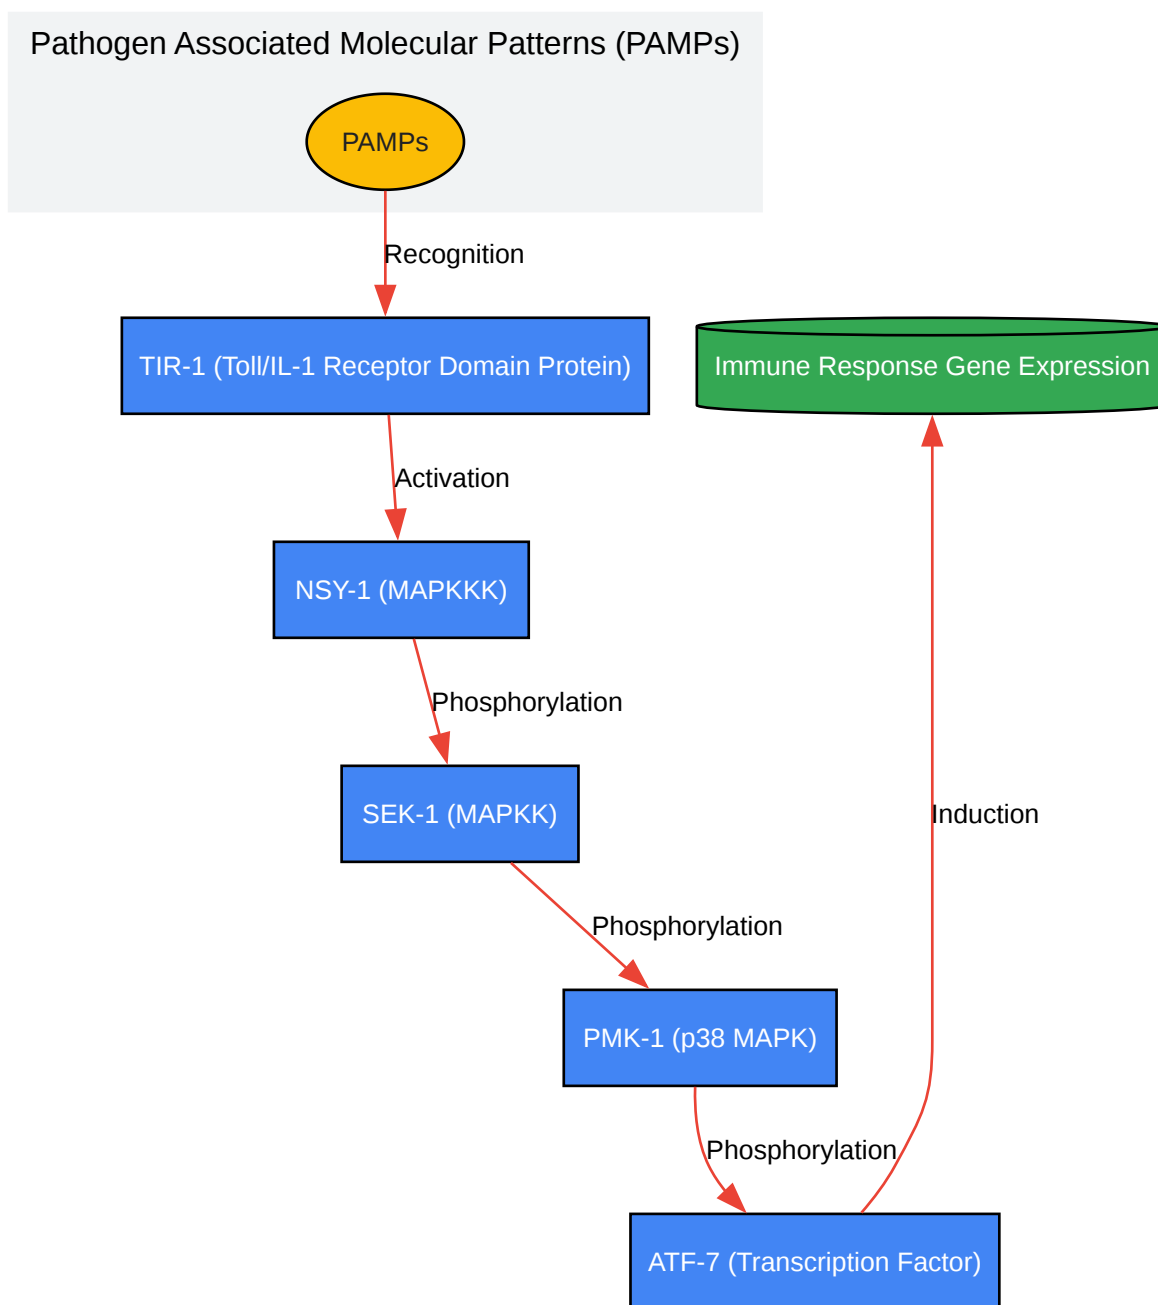 Pathogen Associated Molecular Patterns (PAMPs)
PAMPs
Recognition
TIR-1 (Toll/IL-1 Receptor Domain Protein)
Immune Response Gene Expression
Activation
NSY-1 (MAPKKK)
Phosphorylation
SEK-1 (MAPKK)
Induction
Phosphorylation
PMK-1 (p38 MAPK)
Phosphorylation
ATF-7 (Transcription Factor)